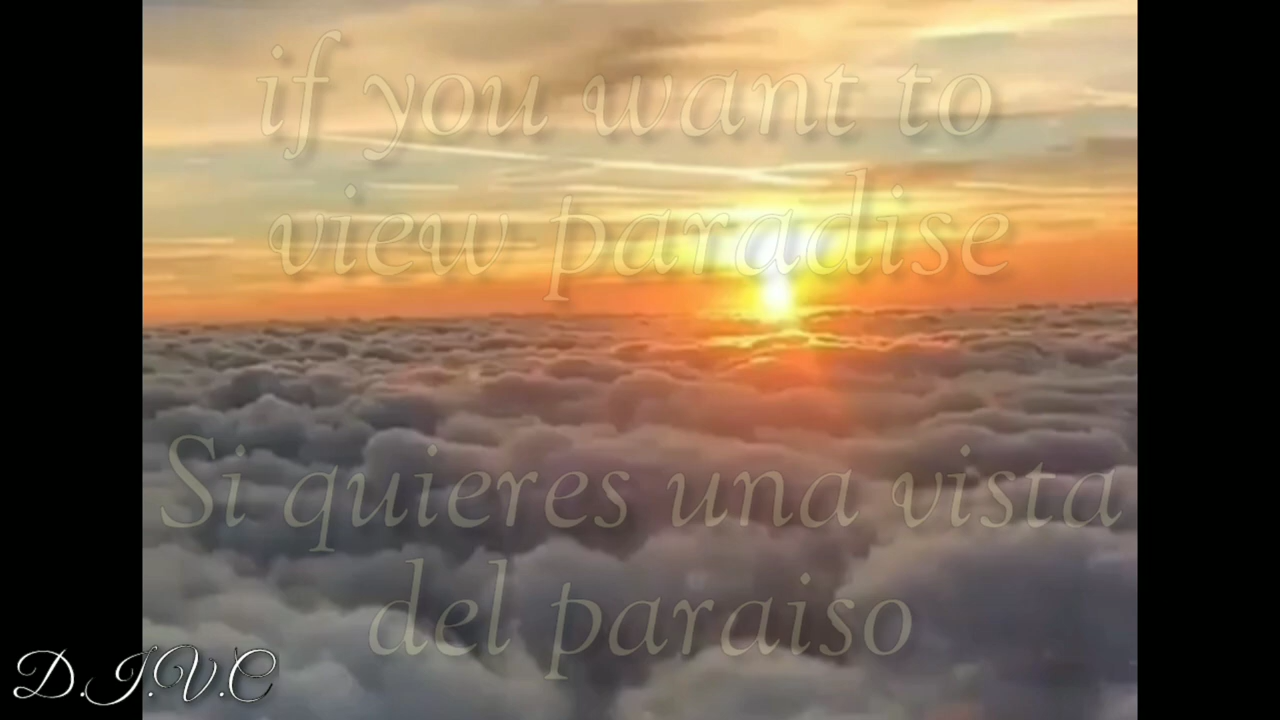 if you want to
view paradise
Si quieres una vista
del paraiso
D.I.V.C